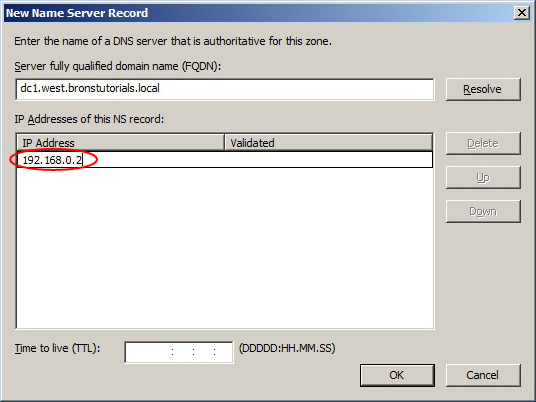 New Name Server Record
Enter the name of a DNS server that is authoritative for this zone.
Server fully qualified domain name (FQDN):
dc1.west.bronstutorials.local
Resolve
IP Addresses of this NS record:
IP Address Validated
192.168.0.2
Delete
Up
Down
Time to live (TTL): : : : (DDDDD:HH.MM.SS)
OK Cancel